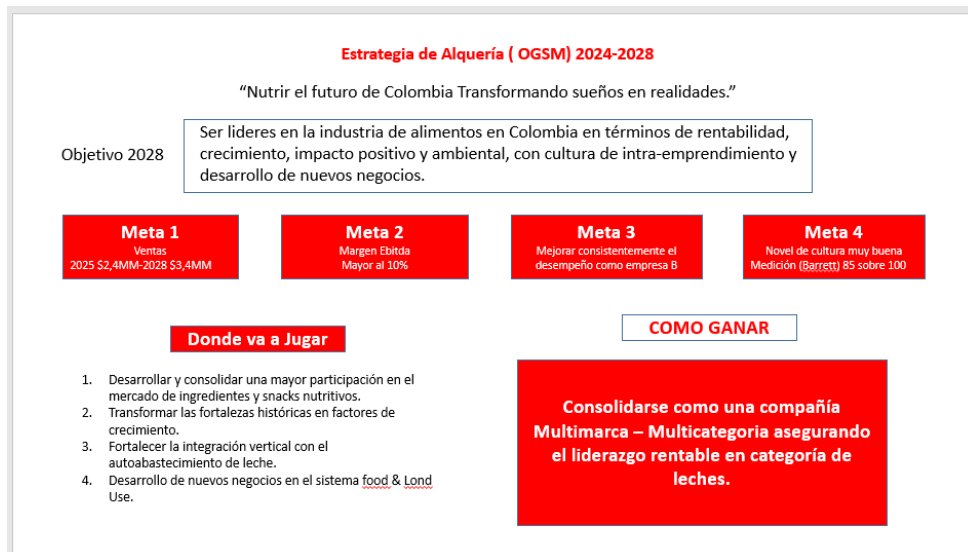 Estrategia de Alquería ( OGSM) 2024-2028
“Nutrir el futuro de Colombia Transformando sueños en realidades.”
Objetivo 2028
Ser lideres en la industria de alimentos en Colombia en términos de rentabilidad,
crecimiento, impacto positivo y ambiental, con cultura de intra-emprendimiento y
desarrollo de nuevos negocios.
Meta 1
Ventas
2025 $2,4MM-2028 $3,4MM
Meta 2
Margen Ebitda
Mayor al 10%
Meta 3
Mejorar consistentemente el
desempeño como empresa B
Meta 4
Novel de cultura muy buena
Medición (Barrett) 85 sobre 100
Donde va a Jugar
1. Desarrollar y consolidar una mayor participación en el
mercado de ingredientes y snacks nutritivos.
2. Transformar las fortalezas históricas en factores de
crecimiento.
3. Fortalecer la integración vertical con el
autoabastecimiento de leche.
4. Desarrollo de nuevos negocios en el sistema food & Lond
Use.
COMO GANAR
Consolidarse como una compañía
Multimarca – Multicategoria asegurando
el liderazgo rentable en categoría de
leches.